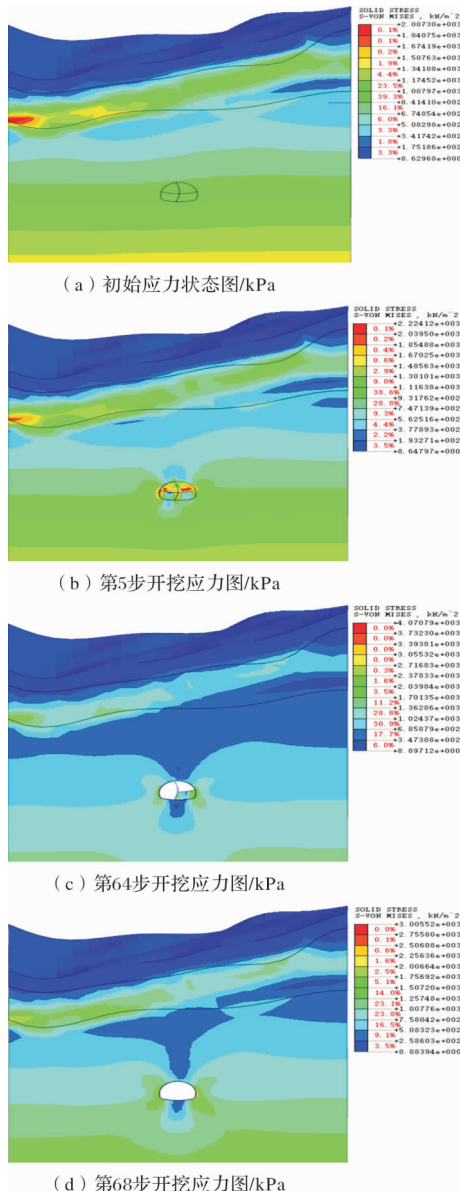 SOLID STRESS
S-VON MISES , kN/m^2
+2.00730e+003
0.1%
+1.84075e+003
0.1%
+1.67419e+003
0.2%
+1.50763e+003
1.9%
+1.34108e+003
4.4%
+1.17452e+003
23.5%
+1.00797e+003
39.3%
+8.41410e+002
16.1%
+6.74854e+002
6.0%
+5.08298e+002
3.3%
+3.41742e+002
1.8%
+1.75186e+002
3.3%
+8.62968e+000
(a)初始应力状态图/kPa
SOLID STRESS
S-VON MISES , kN/m^2
+2.22412e+003
0.1%
+2.03950e+003
0.2%
+1.85488e+003
0.4%
+1.67025e+003
0.6%
+1.48563e+003
2.9%
+1.30101e+003
9.0%
+1.11638e+003
38.6%
+9.31762e+002
28.8%
+7.47139e+002
9.3%
+5.62516e+002
4.4%
+3.77893e+002
2.2%
+1.93271e+002
3.5%
+8.64797e+000
(b)第5步开挖应力图/kPa
SOLID STRESS
S-VON MISES , kN/m^2
+4.07079e+003
0.0%
+3.73230e+003
0.0%
+3.39381e+003
0.0%
+3.05532e+003
0.0%
+2.71683e+003
0.3%
+2.37833e+003
1.6%
+2.03984e+003
3.5%
+1.70135e+003
11.2%
+1.36286e+003
28.8%
+1.02437e+003
30.9%
+6.85879e+002
17.7%
+3.47388e+002
6.0%
+8.89712e+000
(c)第64步开挖应力图/kPa
SOLID STRESS
S-VON MISES , kN/m^2
+3.00552e+003
0.0%
+2.75580e+003
0.1%
+2.50608e+003
0.6%
+2.25636e+003
1.6%
+2.00664e+003
2.5%
+1.75692e+003
5.1%
+1.50720e+003
14.0%
+1.25748e+003
23.1%
+1.00776e+003
23.8%
+7.58042e+002
16.5%
+5.08323e+002
9.1%
+2.58603e+002
3.5%
+8.88394e+000
(d)第68步开挖应力图/kPa